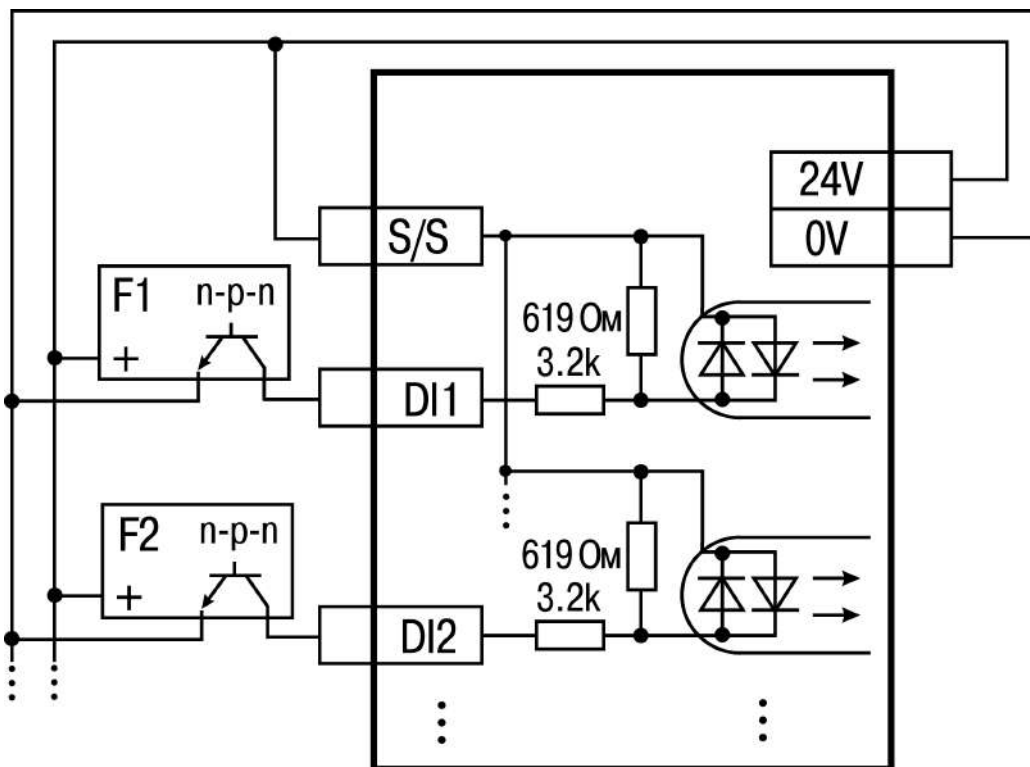 24V
0V
S/S
F1 n-p-n
+
619 Ом
3.2k
DI1
F2 n-p-n
+
619 Ом
3.2k
DI2